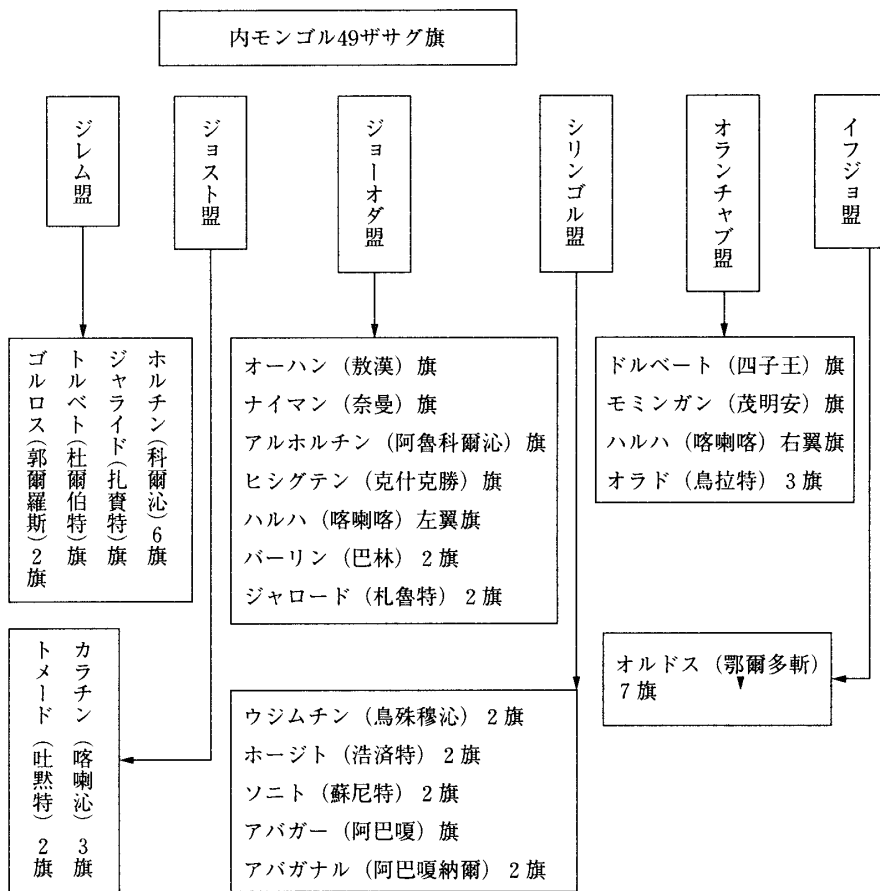 内モンゴル49ザサグ旗
ジレム盟
ジョスト盟
ジョーオダ盟
シリンゴル盟
オランチャブ盟
イフジョ盟
ホルチン(科爾沁)6旗
ジャライド(扎賚特)旗
トルベト(杜爾伯特)旗
ゴルロス(郭爾羅斯)2旗
オーハン(敖漢)旗
ナイマン(奈曼)旗
アルホルチン(阿魯科爾沁)旗
ヒシグテン(克什克勝)旗
ハルハ(喀喇喀)左翼旗
バーリン(巴林)2旗
ジャロード(札魯特)2旗
ドルベート(四子王)旗
モミンガン(茂明安)旗
ハルハ(喀喇喀)右翼旗
オラド(烏拉特)3旗
カラチン(喀喇沁)3旗
トメード(吐黙特)2旗
ウジムチン(烏殊穆沁)2旗
ホージト(浩済特)2旗
ソニト(蘇尼特)2旗
アバガー(阿巴嗄)旗
アバガナル(阿巴嗄納爾)2旗
オルドス(鄂爾多斬)
7旗